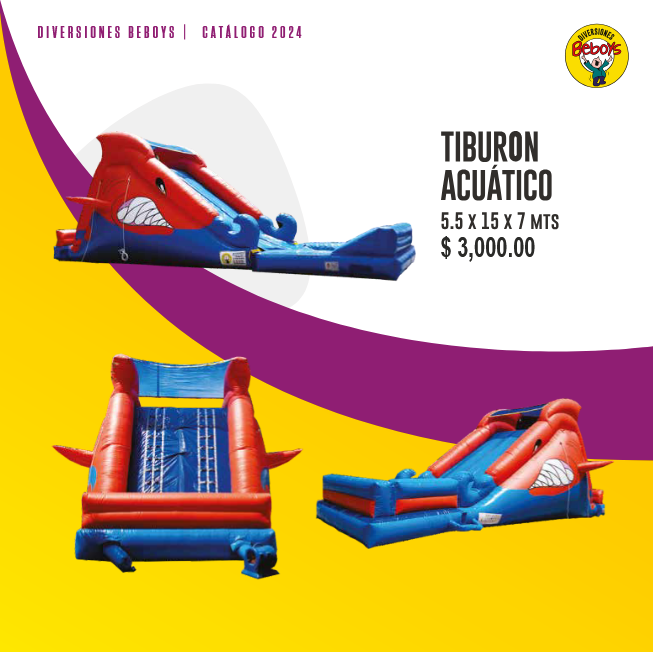 DIVERSIONES BEBOYS | CATÁLOGO 2024
DIVERSIONES
Beboys
TIBURON
ACUÁTICO
5.5 X 15 X 7 MTS
$ 3,000.00